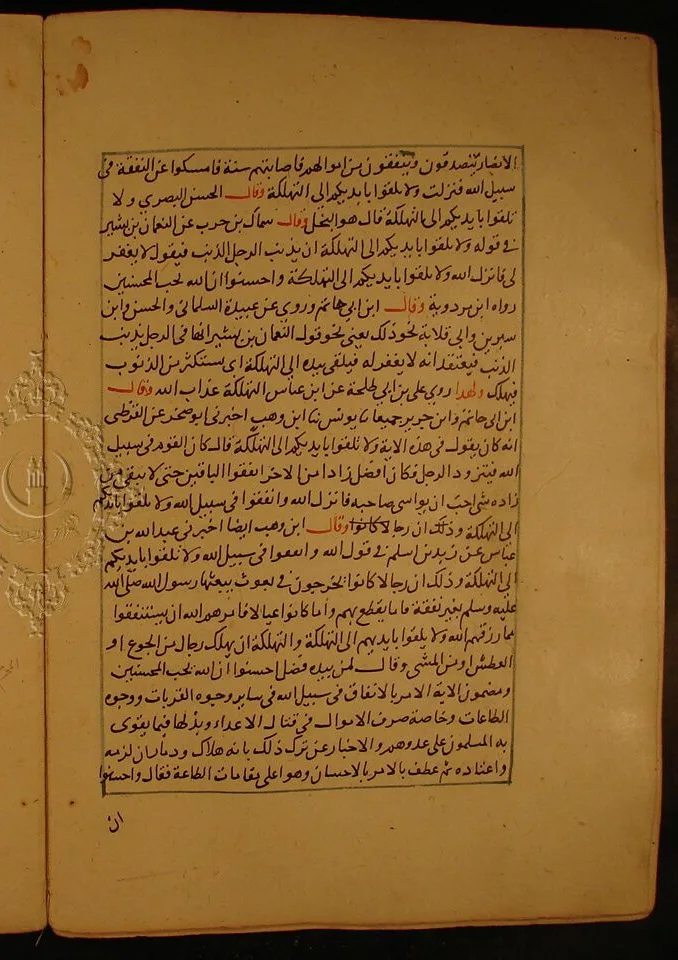 الانصار يتصدقون وينفقون من اموالهم فاصابتهم سنة فامسكوا عن النفقة في
سبيل الله فنزلت ولا تلقوا بايديكم الي التهلكة وقال الحسن البصري ولا
تلقوا بايديكم الي التهلكة قال هو البخل وقال سماك بن حرب عن النعمان بن بشير
في قوله ولا تلقوا بايديكم الى التهلكة ان يذنب الرجل الذنب فيقول لا يغفر
لي فانزل الله ولا تلقوا بايديكم الى التهلكة واحسنوا ان الله يحب المحسنين
رواه ابن مردوية وقال ابن ابي حاتم وروي عن عبيدة السلماني والحسن وابن
سيرين وابي قلابة نحو ذلك يعني نحو قول النعمان بن بشير انها في الرجل يذنب
الذنب فيعتقد انه لا يغفر له فيلقي بيده الى التهلكة اي يستكثر من الذنوب
فيهلك ولهذا روي علي بن ابي طلحة عن ابن عباس التهلكة عذاب الله وقال
ابن ابي حاتم وابن جرير جميعا ثنا يونس ثنا ابن وهب اخبرني ابو صخر عن القرظي
انه كان يقول في هذه الاية ولا تلقوا بايديكم الى التهلكة قال كان القوم في سبيل
الله فيتزود الرجل فكان افضل زادا من الاخر انفقوا الباقين حتى لا يبقى من
زاده شي احب ان يواسي صاحبه فانزل الله وانفقوا في سبيل الله ولا تلقوا بايديكم
الى التهلكة وذلك ان رجالا كانوا وقال ابن وهب ايضا اخبرني عبد الله بن
عياس عن زيد بن اسلم في قول الله وانفقوا في سبيل الله ولا تلقوا بايديكم
الي التهلكة وذلك ان رجالا كانوا يخرجون في بعوث يبعثها رسول الله صلى الله
عليه وسلم بغير نفقة فاما يقطع بهم واما كانوا عيالا فامرهم الله ان يستنفقوا
مما رزقهم الله ولا يلقوا بايديهم الى التهلكة والتهلكة ان يهلك رجال من الجوع او
العطش او من المشي وقال لمن بيده فضل احسنوا ان الله يحب المحسنين
ومضمون الاية الامر بالانفاق في سبيل الله في ساير وجوه القربات ووجوه
الطاعات وخاصة صرف الاموال في قتال الاعداء وبذلها فيما يقوى
به المسلمون على عدوهم والاخبار عن ترك ذلك بانه هلاك ودمار ان لزمه
واعتاده ثم عطف بالامر بالاحسان وهو اعلى مقامات الطاعة فقال واحسنوا
ان